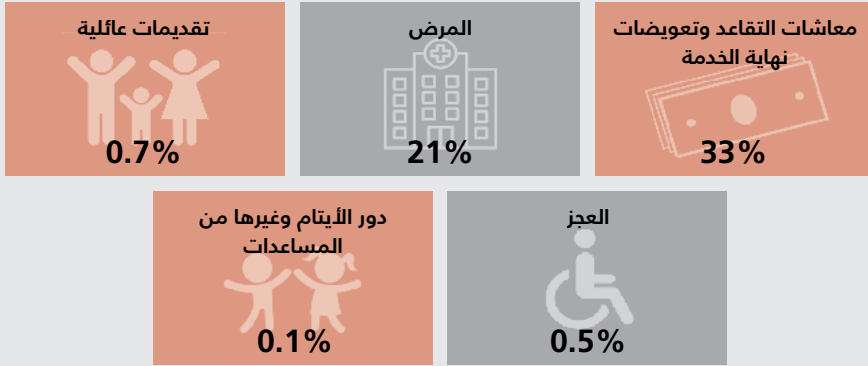 معاشات التقاعد وتعويضات
نهاية الخدمة
33%
المرض
21%
تقديمات عائلية
0.7%
العجز
0.5%
دور الأيتام وغيرها من
المساعدات
0.1%